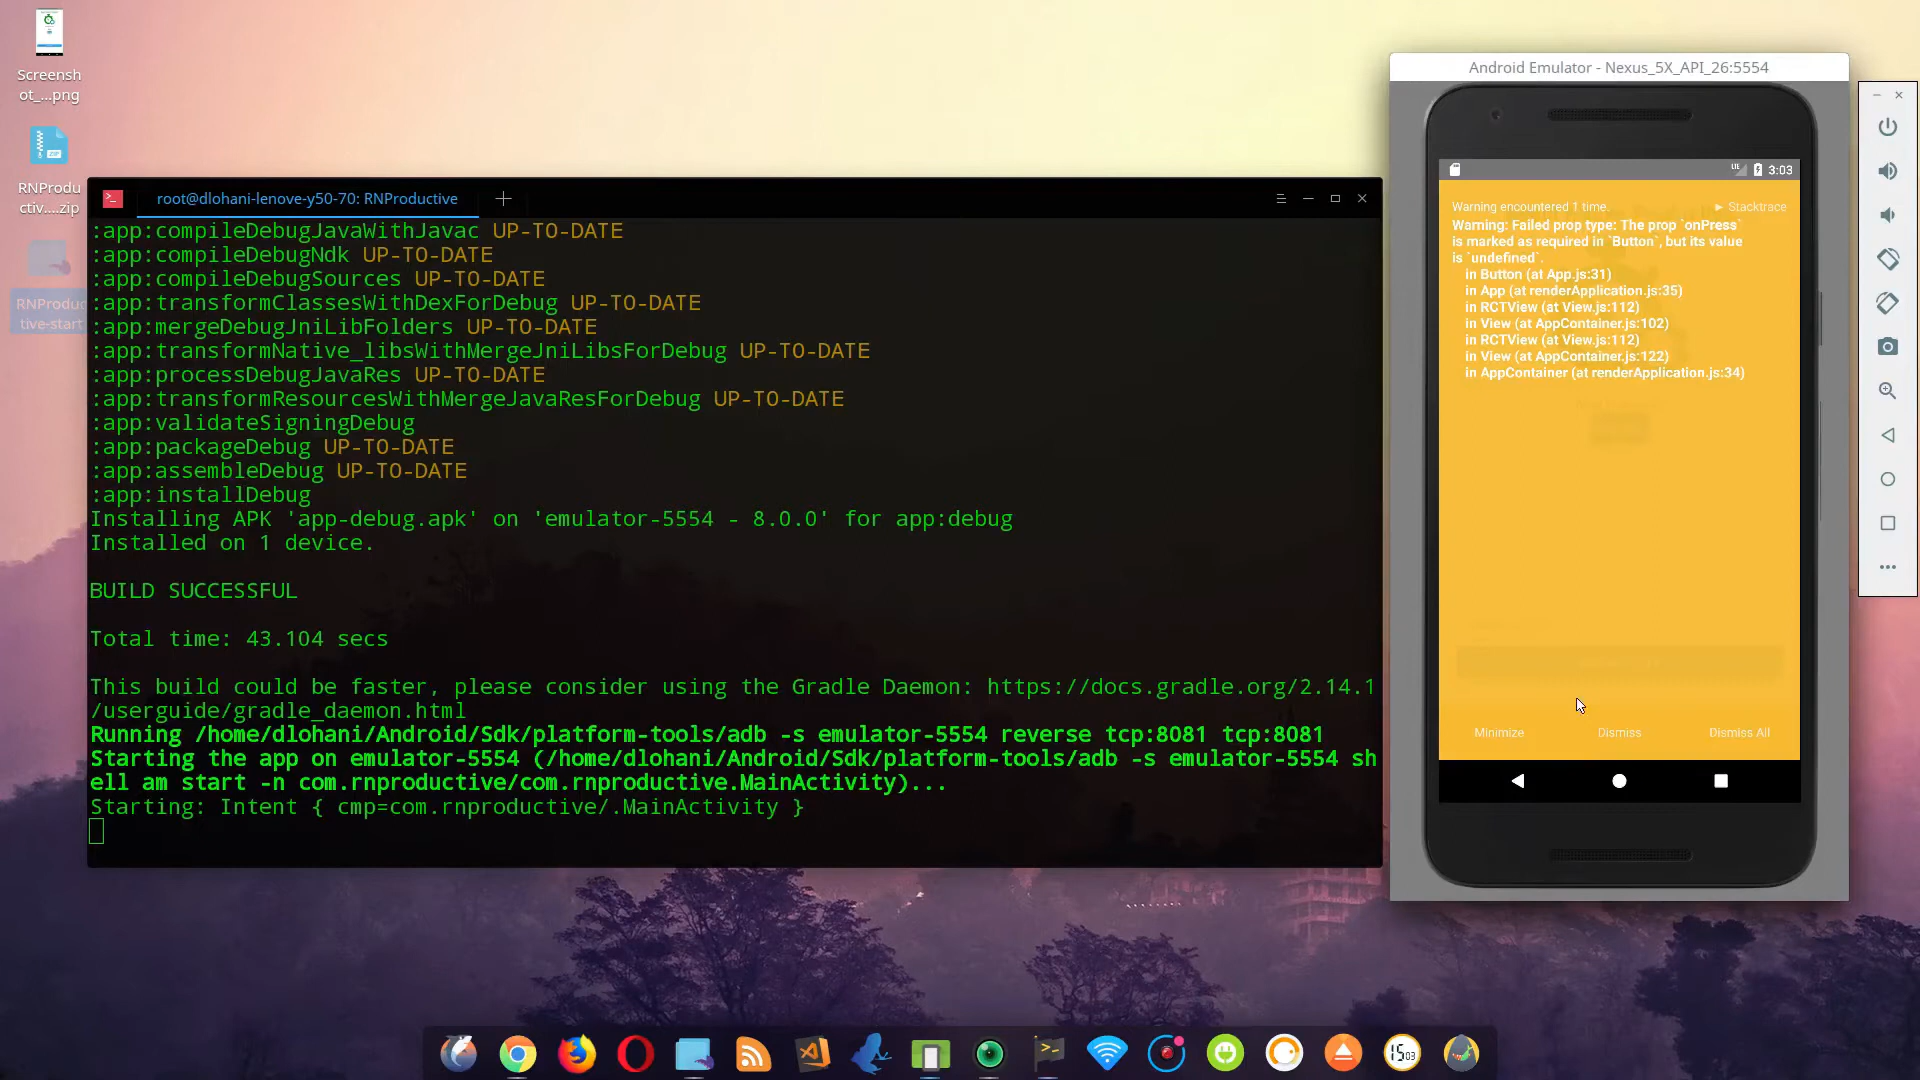 Screensh
ot_...png
RNProdu
ctiv....zip
RNProduc
tive-start
root@dlohani-lenove-y50-70: RNProductive
:app:compileDebugJavaWithJavac UP-TO-DATE
:app:compileDebugNdk UP-TO-DATE
:app:compileDebugSources UP-TO-DATE
:app:transformClassesWithDexForDebug UP-TO-DATE
:app:mergeDebugJniLibFolders UP-TO-DATE
:app:transformNative_libsWithMergeJniLibsForDebug UP-TO-DATE
:app:processDebugJavaRes UP-TO-DATE
:app:transformResourcesWithMergeJavaResForDebug UP-TO-DATE
:app:validateSigningDebug
:app:packageDebug UP-TO-DATE
:app:assembleDebug UP-TO-DATE
:app:installDebug
Installing APK 'app-debug.apk' on 'emulator-5554 - 8.0.0' for app:debug
Installed on 1 device.
BUILD SUCCESSFUL
Total time: 43.104 secs
This build could be faster, please consider using the Gradle Daemon: https://docs.gradle.org/2.14.1
/userguide/gradle_daemon.html
Running /home/dlohani/Android/Sdk/platform-tools/adb -s emulator-5554 reverse tcp:8081 tcp:8081
Starting the app on emulator-5554 (/home/dlohani/Android/Sdk/platform-tools/adb -s emulator-5554 sh
ell am start -n com.rnproductive/com.rnproductive.MainActivity)...
Starting: Intent { cmp=com.rnproductive/.MainActivity }
Android Emulator - Nexus_5X_API_26:5554
LTE 3:03
Warning encountered 1 time. ▶ Stacktrace
Warning: Failed prop type: The prop `onPress`
is marked as required in `Button`, but its value
is `undefined`.
in Button (at App.js:31)
in App (at renderApplication.js:35)
in RCTView (at View.js:112)
in View (at AppContainer.js:102)
in RCTView (at View.js:112)
in View (at AppContainer.js:122)
in AppContainer (at renderApplication.js:34)
Minimize Dismiss Dismiss All
ZIP
15:03